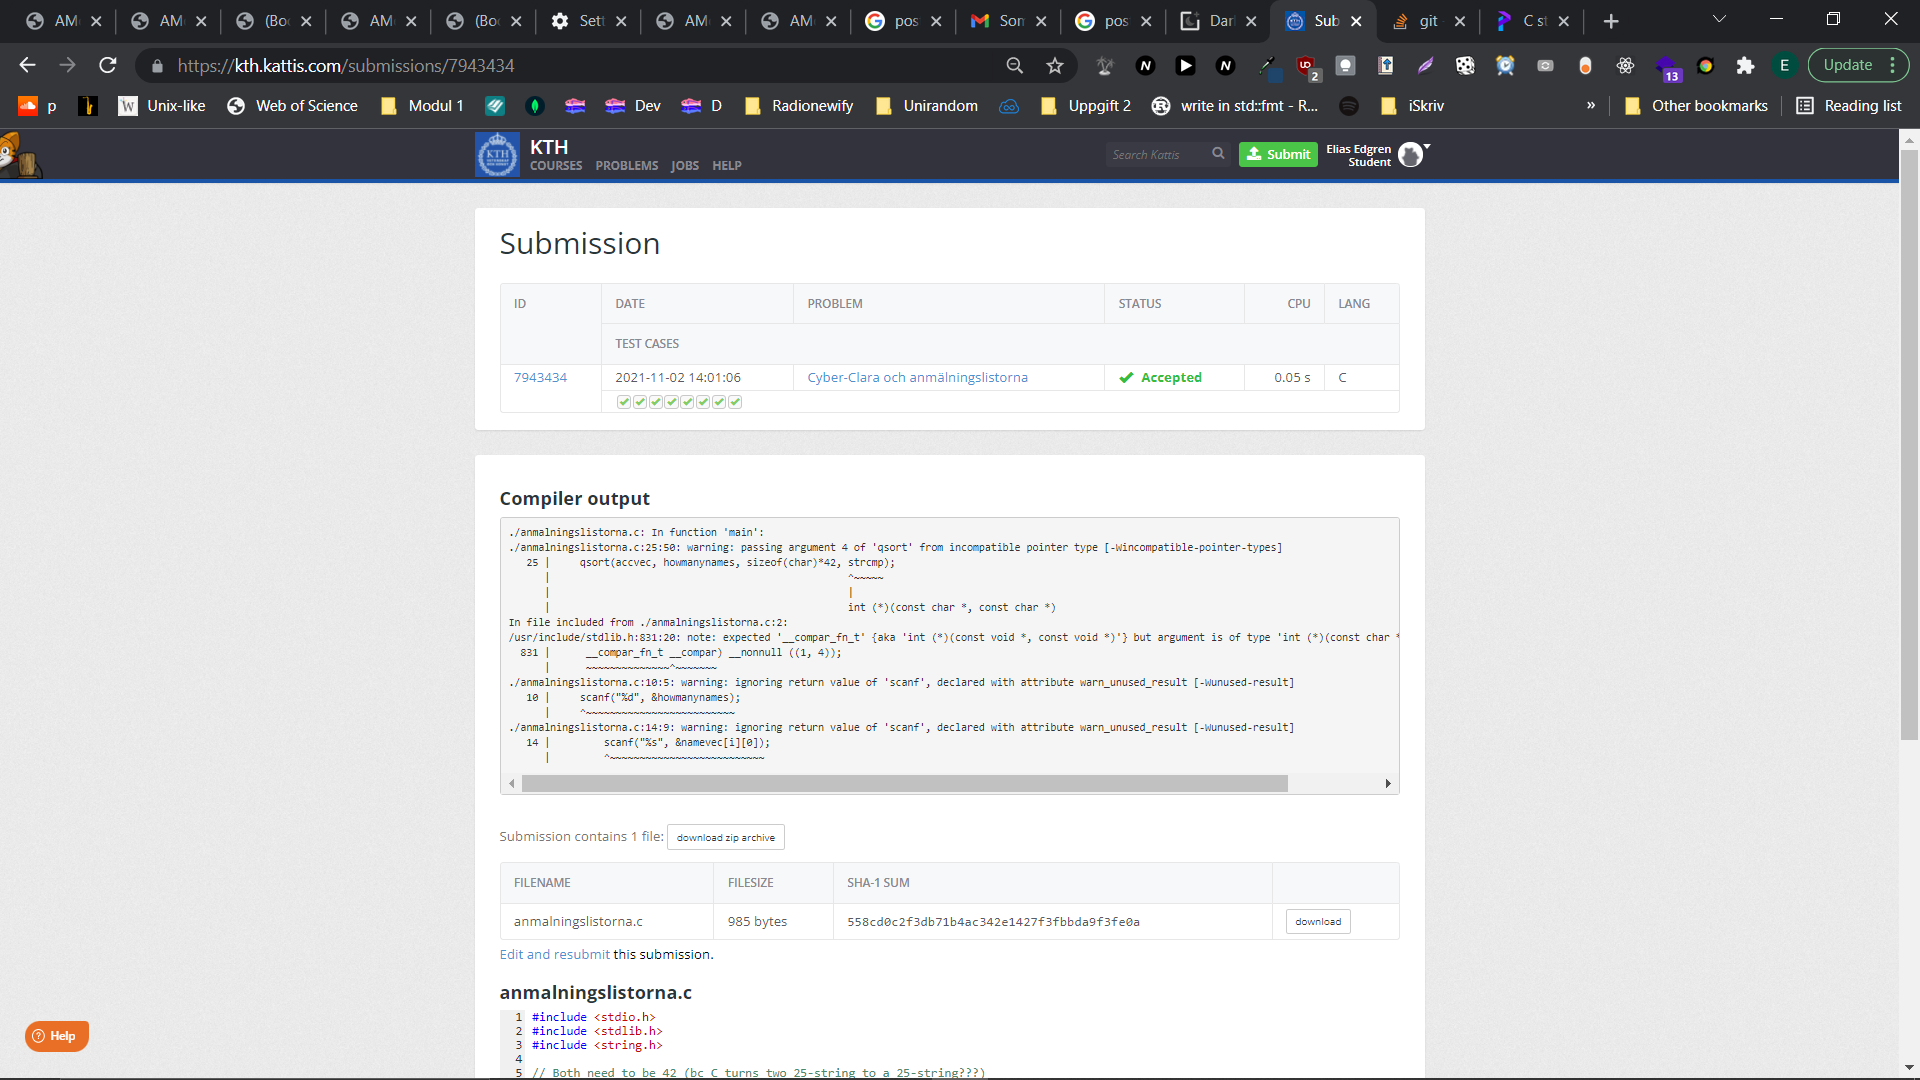 AM
AM
(Boo
AM
(Boo
Sett
AM
AM
pos
Som
pos
Dar
Sub
git
C st
https://kth.kattis.com/submissions/7943434
2
13
E
Update
p
Unix-like
Web of Science
Modul 1
Dev
D
Radionewify
Unirandom
Uppgift 2
write in std::fmt - R...
iSkriv
»
Other bookmarks
Reading list
KTH
COURSES PROBLEMS JOBS HELP
Search Kattis
Submit
Elias Edgren
Student
Submission
ID DATE PROBLEM STATUS CPU LANG
TEST CASES
7943434 2021-11-02 14:01:06 Cyber-Clara och anmälningslistorna Accepted 0.05 s C
Compiler output
./anmalningslistorna.c: In function 'main':
./anmalningslistorna.c:25:50: warning: passing argument 4 of 'qsort' from incompatible pointer type [-Wincompatible-pointer-types]
25 | qsort(accvec, howmanynames, sizeof(char)*42, strcmp);
| ^~~~~~
| |
| int (*)(const char *, const char *)
In file included from ./anmalningslistorna.c:2:
/usr/include/stdlib.h:831:20: note: expected '__compar_fn_t' {aka 'int (*)(const void *, const void *)'} but argument is of type 'int (*)(const char *
831 | __compar_fn_t __compar) __nonnull ((1, 4));
| ~~~~~~~~~~~~~~^~~~~~~~
./anmalningslistorna.c:10:5: warning: ignoring return value of 'scanf', declared with attribute warn_unused_result [-Wunused-result]
10 | scanf("%d", &howmanynames);
| ^~~~~~~~~~~~~~~~~~~~~~~~~~
./anmalningslistorna.c:14:9: warning: ignoring return value of 'scanf', declared with attribute warn_unused_result [-Wunused-result]
14 | scanf("%s", &namevec[i][0]);
| ^~~~~~~~~~~~~~~~~~~~~~~~~~~
Submission contains 1 file: download zip archive
FILENAME FILESIZE SHA-1 SUM
anmalningslistorna.c 985 bytes 558cd0c2f3db71b4ac342e1427f3fbbda9f3fe0a download
Edit and resubmit this submission.
anmalningslistorna.c
1 #include <stdio.h>
2 #include <stdlib.h>
3 #include <string.h>
4
5 // Both need to be 42 (bc C turns two 25-string to a 25-string???)
Help